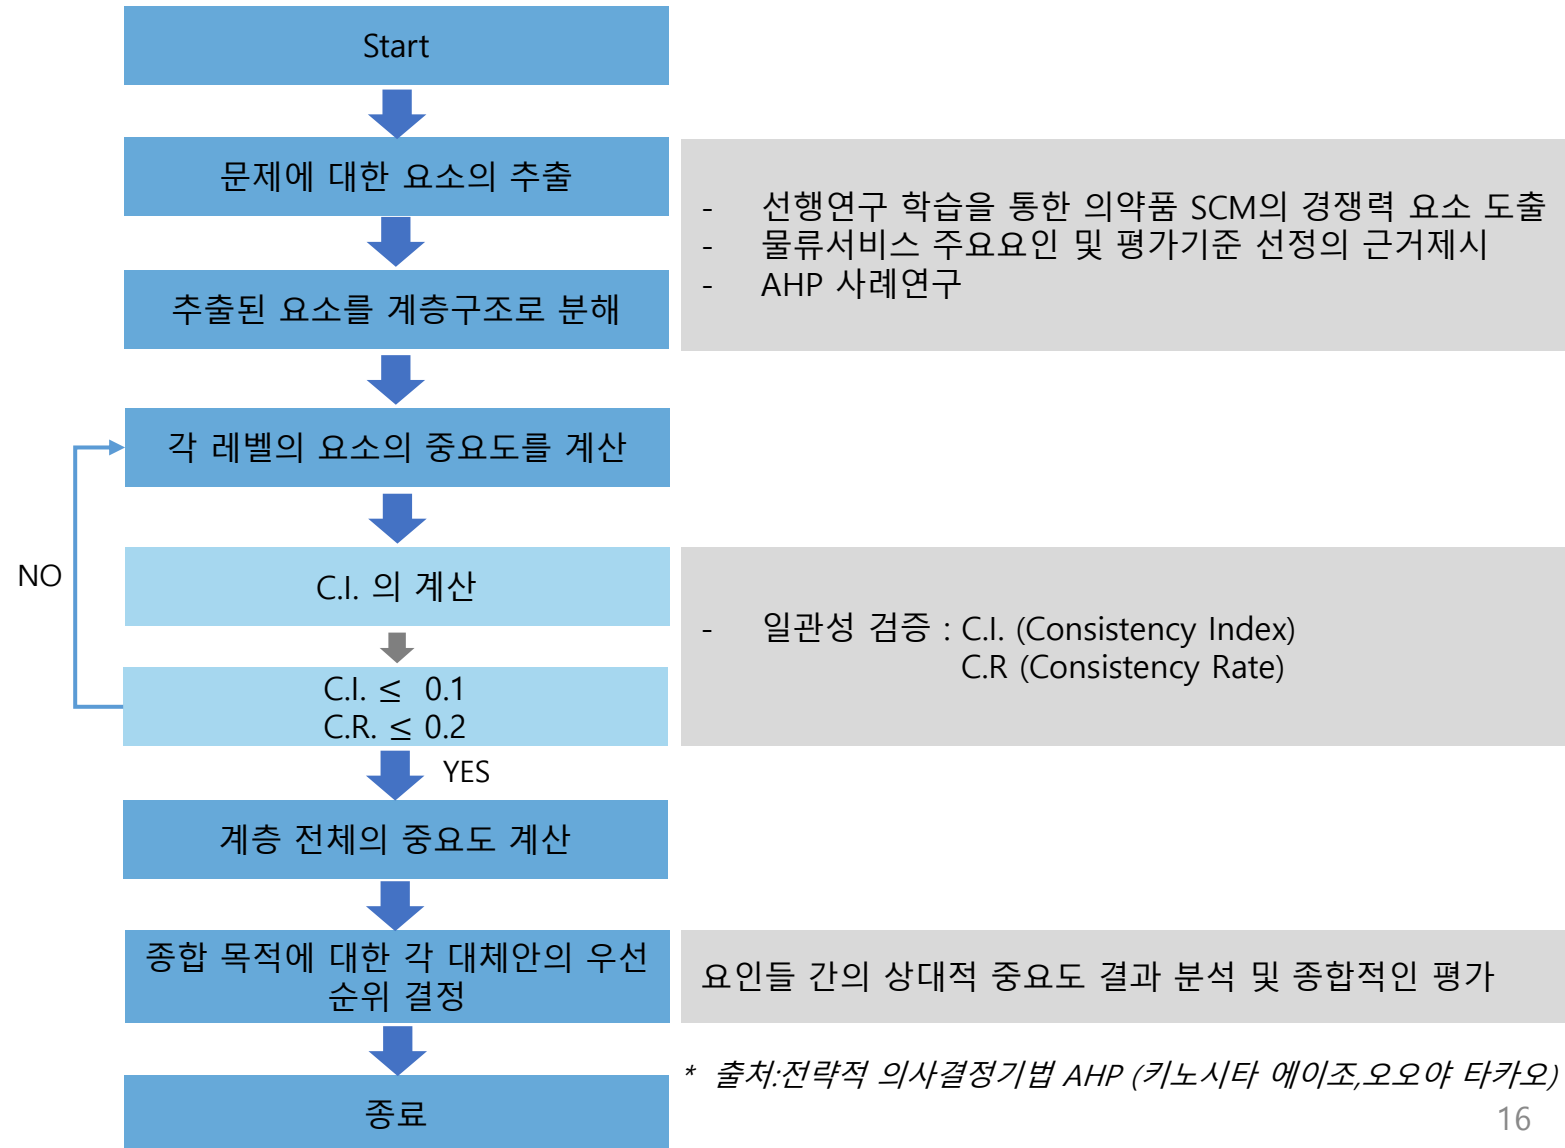 Start
문제에 대한 요소의 추출
- 선행연구 학습을 통한 의약품 SCM의 경쟁력 요소 도출
- 물류서비스 주요요인 및 평가기준 선정의 근거제시
- AHP 사례연구
추출된 요소를 계층구조로 분해
각 레벨의 요소의 중요도를 계산
NO
C.I. 의 계산
- 일관성 검증 : C.I. (Consistency Index)
C.R (Consistency Rate)
C.I. ≤ 0.1
C.R. ≤ 0.2
YES
계층 전체의 중요도 계산
종합 목적에 대한 각 대체안의 우선
순위 결정
요인들 간의 상대적 중요도 결과 분석 및 종합적인 평가
* 출처:전략적 의사결정기법 AHP (키노시타 에이조,오오야 타카오)
종료
16